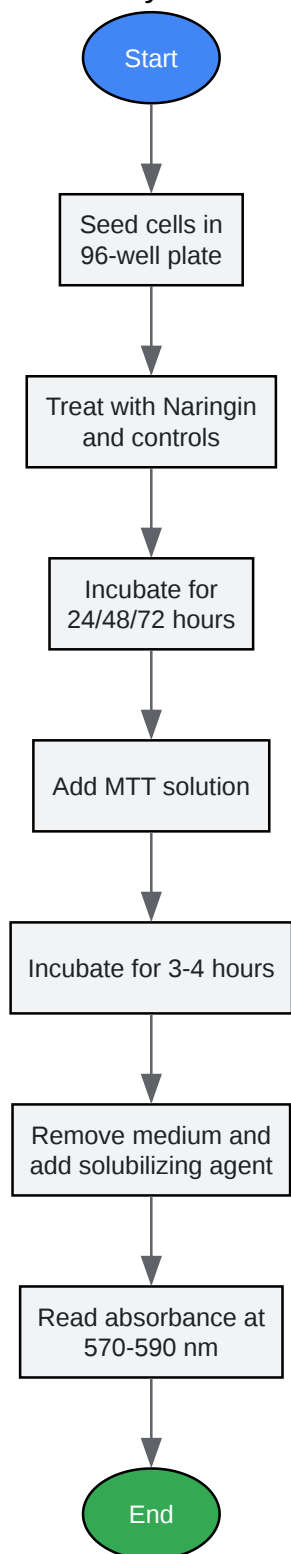 Start
Seed cells in
96-well plate
Treat with Naringin
and controls
Incubate for
24/48/72 hours
Add MTT solution
Incubate for 3-4 hours
Remove medium and
add solubilizing agent
Read absorbance at
570-590 nm
End